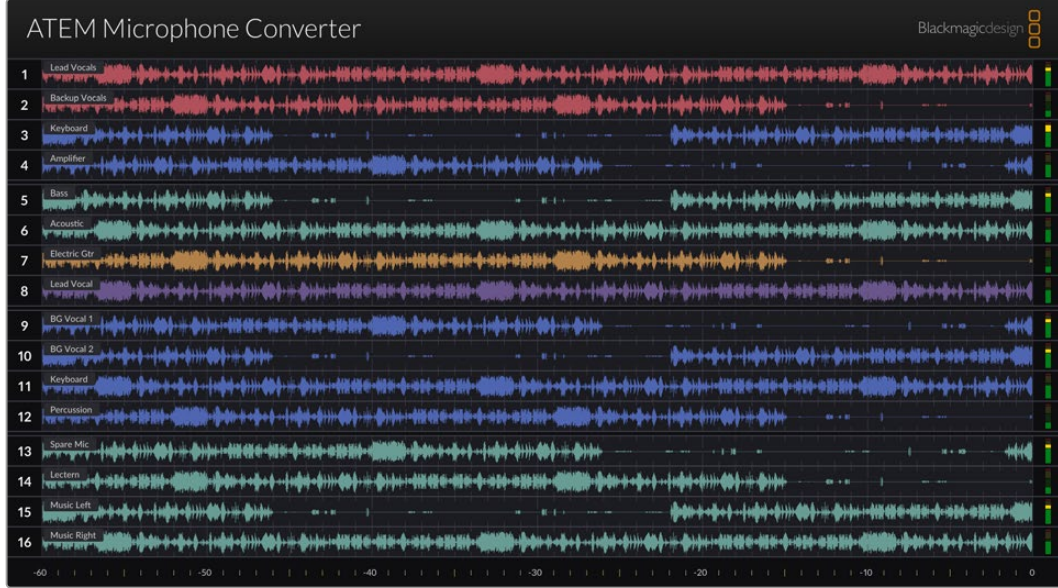 ATEM Microphone Converter
Blackmagicdesign
1 Lead Vocals
2 Backup Vocals
3 Keyboard
4 Amplifier
5 Bass
6 Acoustic
7 Electric Gtr
8 Lead Vocal
9 BG Vocal 1
10 BG Vocal 2
11 Keyboard
12 Percussion
13 Spare Mic
14 Lectern
15 Music Left
16 Music Right
-60 -50 -40 -30 -20 -10 0